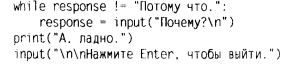 while response != "Потому что.":
    response = input("Почему?\n")
print("А. ладно.")
input("\n\nНажмите Enter, чтобы выйти.")